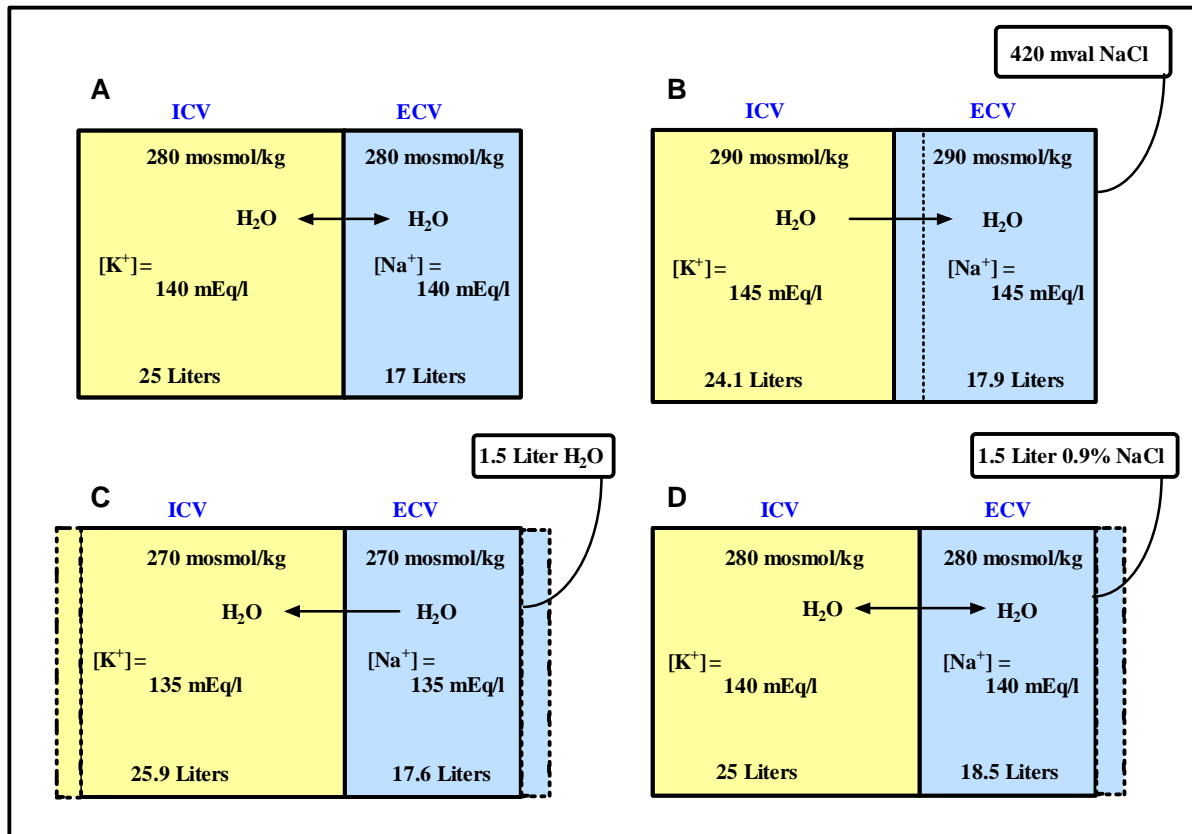 420 mval NaCl
A
ICV ECV
280 mosmol/kg 280 mosmol/kg
H₂O H₂O
[K⁺]= [Na⁺] =
140 mEq/l 140 mEq/l
25 Liters 17 Liters
B
ICV ECV
290 mosmol/kg 290 mosmol/kg
H₂O H₂O
[K⁺]= [Na⁺] =
145 mEq/l 145 mEq/l
24.1 Liters 17.9 Liters
1.5 Liter H₂O
C
ICV ECV
270 mosmol/kg 270 mosmol/kg
H₂O H₂O
[K⁺]= [Na⁺] =
135 mEq/l 135 mEq/l
25.9 Liters 17.6 Liters
1.5 Liter 0.9% NaCl
D
ICV ECV
280 mosmol/kg 280 mosmol/kg
H₂O H₂O
[K⁺]= [Na⁺] =
140 mEq/l 140 mEq/l
25 Liters 18.5 Liters